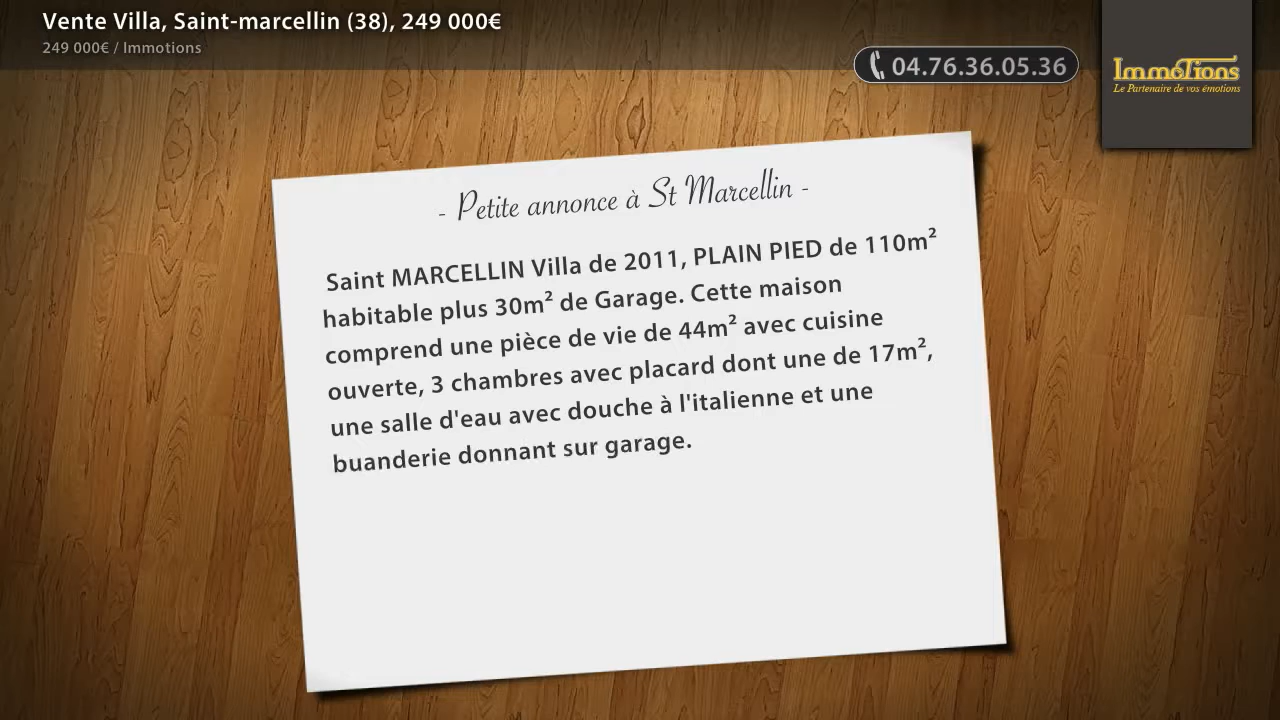 Vente Villa, Saint-marcellin (38), 249 000€
249 000€ / Immotions
04.76.36.05.36
ImmoTions
Le Partenaire de vos émotions
- Petite annonce à St Marcellin -
Saint MARCELLIN Villa de 2011, PLAIN PIED de 110m²
habitable plus 30m² de Garage. Cette maison
comprend une pièce de vie de 44m² avec cuisine
ouverte, 3 chambres avec placard dont une de 17m²,
une salle d'eau avec douche à l'italienne et une
buanderie donnant sur garage.